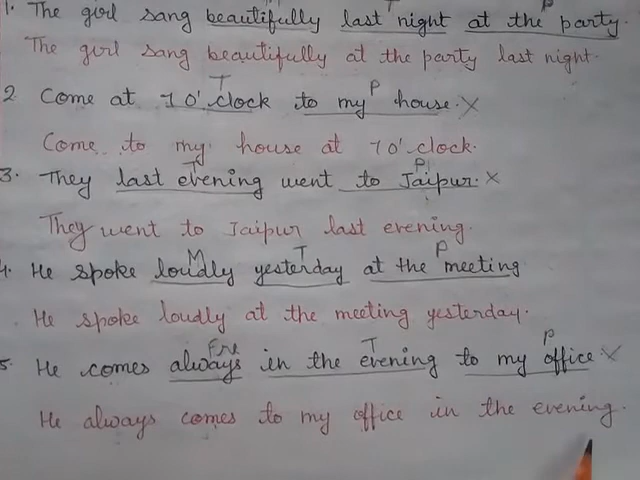 T P
1. The girl sang beautifully last night at the party.
The girl sang beautifully at the party last night.
T P
2 Come at 7 O'clock to my house. X
Come to my house at 7 O'clock.
T P
3. They last evening went to Jaipur. X
They went to Jaipur last evening.
M T P
4. He spoke loudly yesterday at the meeting
He spoke loudly at the meeting yesterday.
Fre T P
5. He comes always in the evening to my office X
He always comes to my office in the evening.